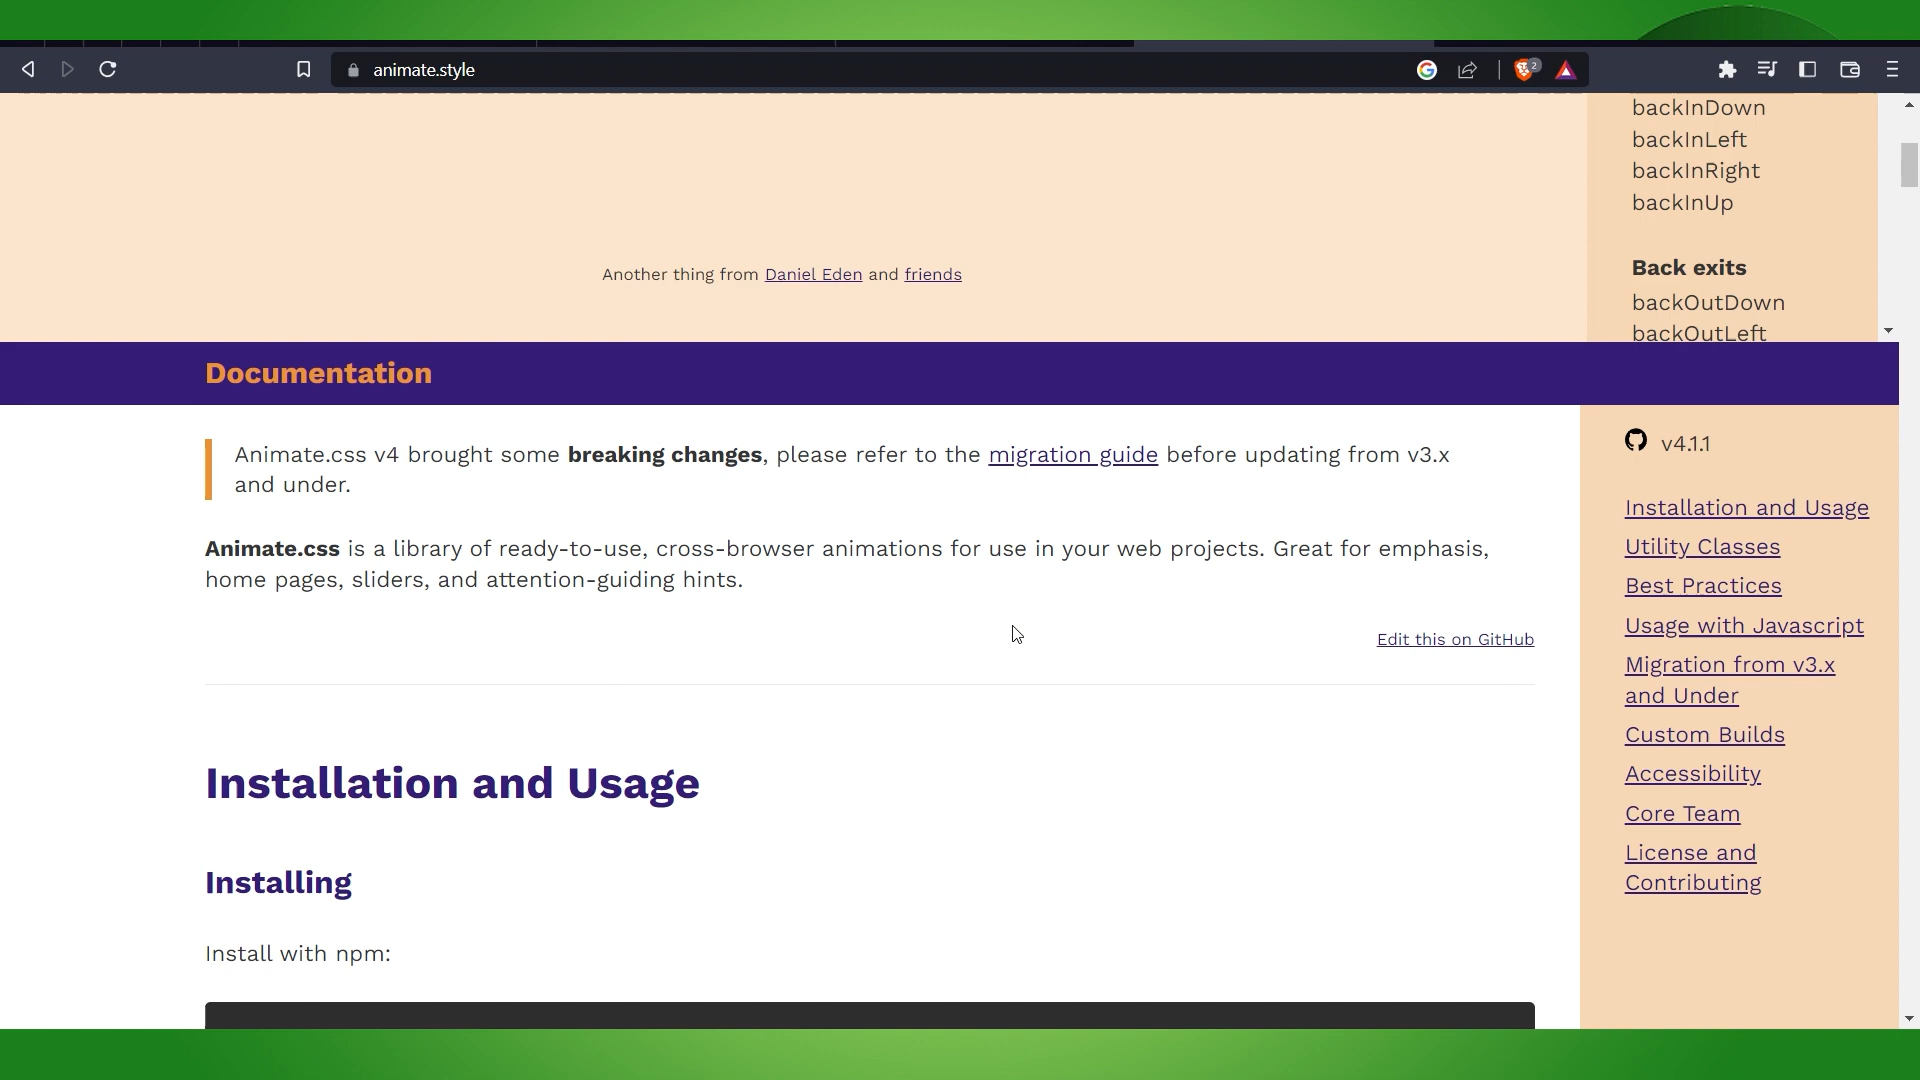 animate.style
2
backInDown
backInLeft
backInRight
backInUp
Back exits
backOutDown
backOutLeft
Another thing from Daniel Eden and friends
Documentation
Animate.css v4 brought some breaking changes, please refer to the migration guide before updating from v3.x
and under.
Animate.css is a library of ready-to-use, cross-browser animations for use in your web projects. Great for emphasis,
home pages, sliders, and attention-guiding hints.
Edit this on GitHub
Installation and Usage
Installing
Install with npm:
v4.1.1
Installation and Usage
Utility Classes
Best Practices
Usage with Javascript
Migration from v3.x
and Under
Custom Builds
Accessibility
Core Team
License and
Contributing